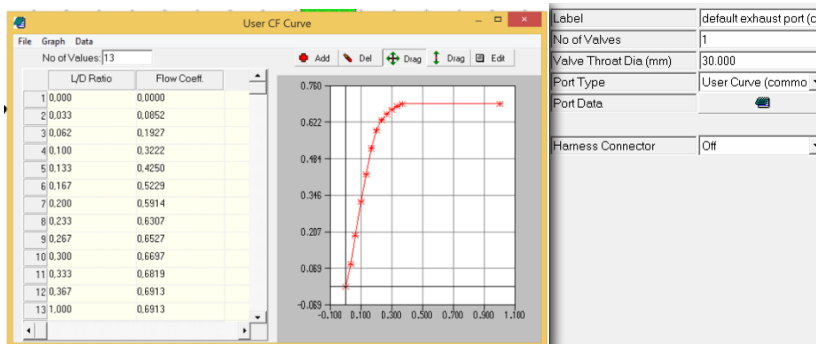 User CF Curve
File Graph Data
No of Values: 13
Add Del Drag Drag Edit
L/D Ratio Flow Coeff.
1 0,000 0,0000
2 0,033 0,0852
3 0,062 0,1927
4 0,100 0,3222
5 0,133 0,4250
6 0,167 0,5229
7 0,200 0,5914
8 0,233 0,6307
9 0,267 0,6527
10 0,300 0,6697
11 0,333 0,6819
12 0,367 0,6913
13 1,000 0,6913
0.760
0.622
0.484
0.346
0.207
0.069
-0.069
-0.100 0.100 0.300 0.500 0.700 0.900 1.100
Label default exhaust port (c
No of Valves 1
Valve Throat Dia (mm) 30.000
Port Type User Curve (commo
Port Data
Harness Connector Off